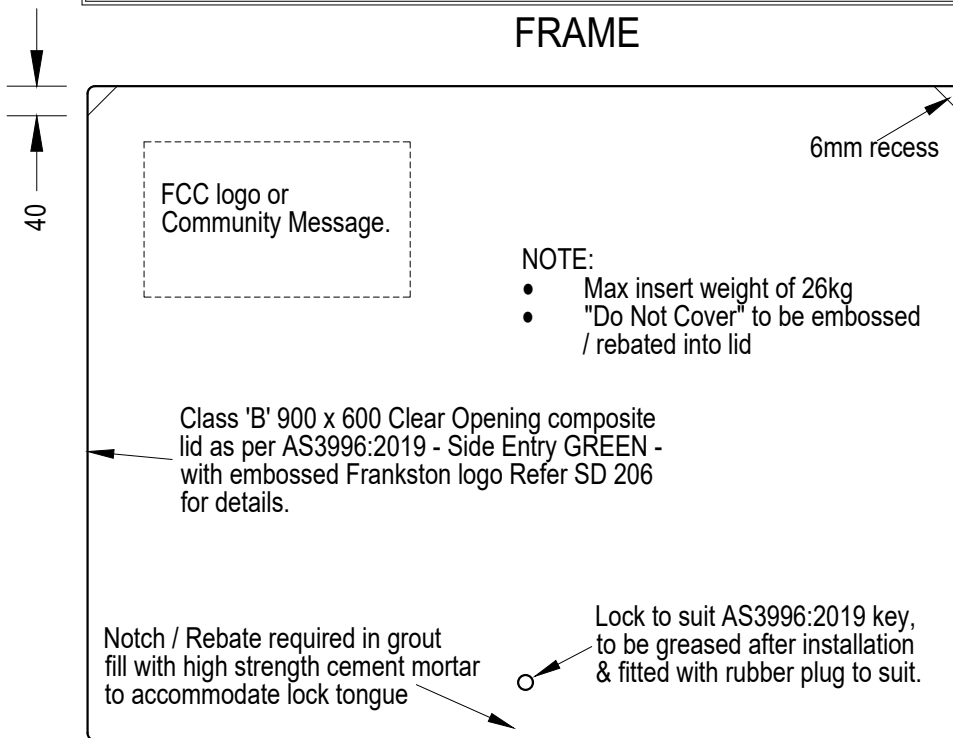 FRAME
40
6mm recess
FCC logo or
Community Message.
NOTE:
• Max insert weight of 26kg
• "Do Not Cover" to be embossed
/ rebated into lid
Class 'B' 900 x 600 Clear Opening composite
lid as per AS3996:2019 - Side Entry GREEN -
with embossed Frankston logo Refer SD 206
for details.
Notch / Rebate required in grout
fill with high strength cement mortar
to accommodate lock tongue
Lock to suit AS3996:2019 key,
to be greased after installation
& fitted with rubber plug to suit.